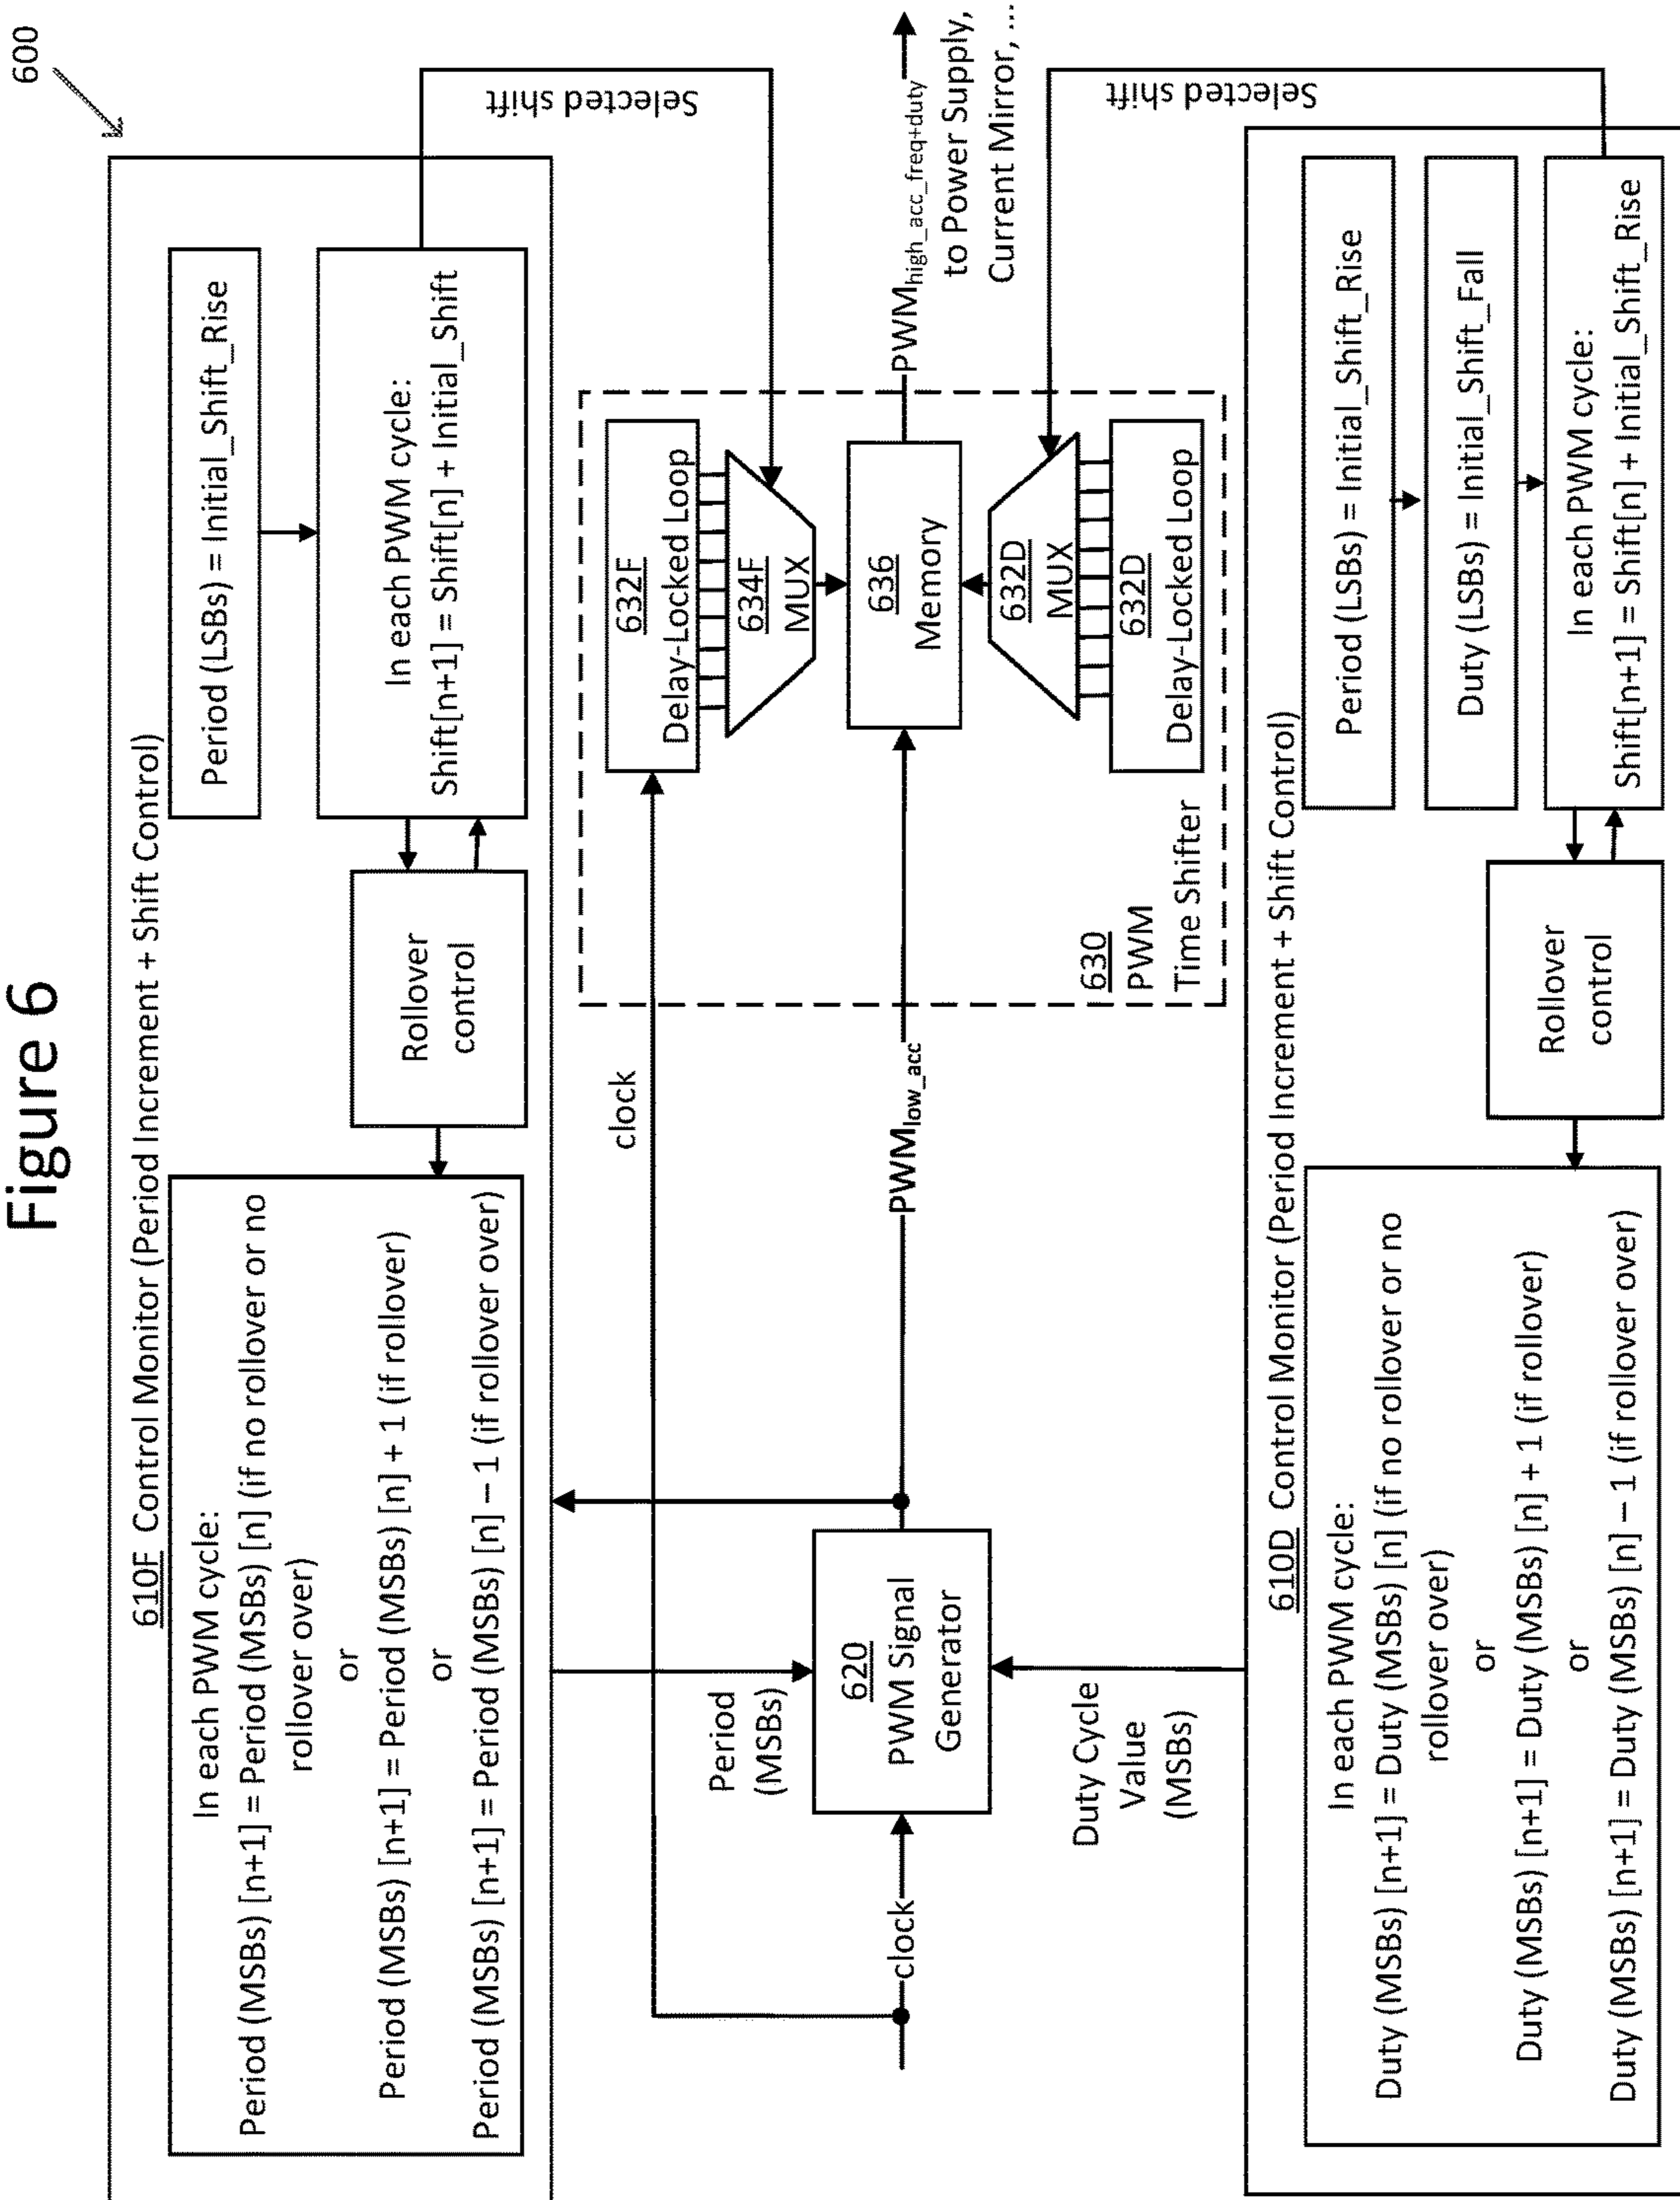 Figure 6
600
610F Control Monitor (Period Increment + Shift Control)
In each PWM cycle:
Period (MSBs) [n+1] = Period (MSBs) [n] (if no rollover or no
rollover over)
or
Period (MSBs) [n+1] = Period (MSBs) [n] + 1 (if rollover)
or
Period (MSBs) [n+1] = Period (MSBs) [n] – 1 (if rollover over)
Rollover
control
Period (LSBs) = Initial_Shift_Rise
In each PWM cycle:
Shift[n+1] = Shift[n] + Initial_Shift
Selected shift
clock
Period
(MSBs)
clock
620
PWM Signal
Generator
Duty Cycle
Value
(MSBs)
PWMlow_acc
630
PWM
Time Shifter
632F
Delay-Locked Loop
634F
MUX
636
Memory
632D
MUX
632D
Delay-Locked Loop
PWMhigh_acc_freq+duty
to Power Supply,
Current Mirror, ...
Selected shift
610D Control Monitor (Period Increment + Shift Control)
In each PWM cycle:
Duty (MSBs) [n+1] = Duty (MSBs) [n] (if no rollover or no
rollover over)
or
Duty (MSBs) [n+1] = Duty (MSBs) [n] + 1 (if rollover)
or
Duty (MSBs) [n+1] = Duty (MSBs) [n] – 1 (if rollover over)
Rollover
control
Period (LSBs) = Initial_Shift_Rise
Duty (LSBs) = Initial_Shift_Fall
In each PWM cycle:
Shift[n+1] = Shift[n] + Initial_Shift_Rise